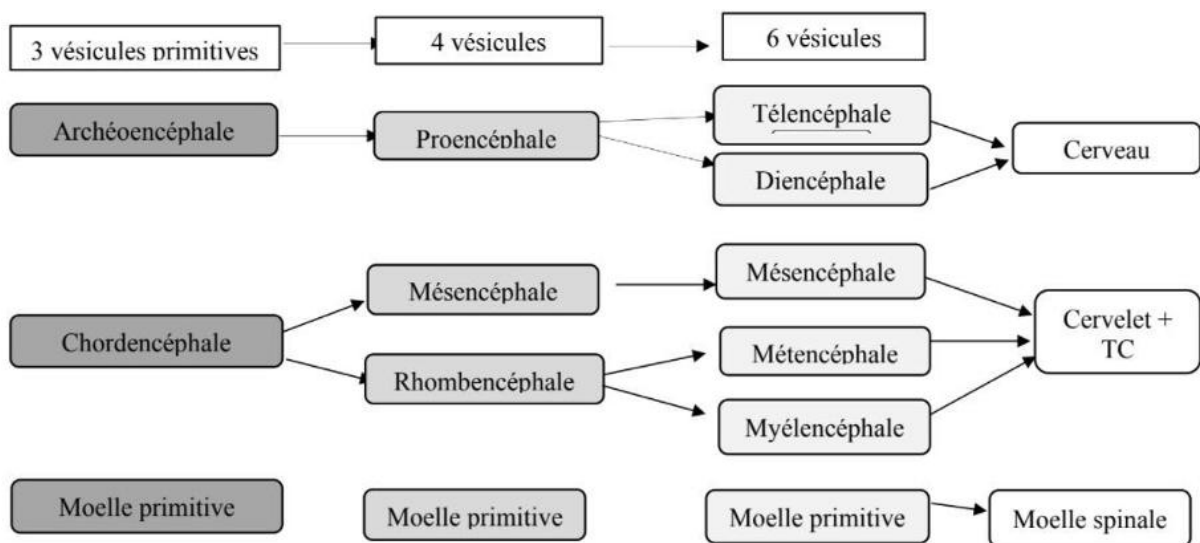 3 vésicules primitives
4 vésicules
6 vésicules
Archéoencéphale
Proencéphale
Télencéphale
Diencéphale
Cerveau
Chordencéphale
Mésencéphale
Rhombencéphale
Mésencéphale
Métencéphale
Myélencéphale
Cervelet +
TC
Moelle primitive
Moelle primitive
Moelle primitive
Moelle spinale